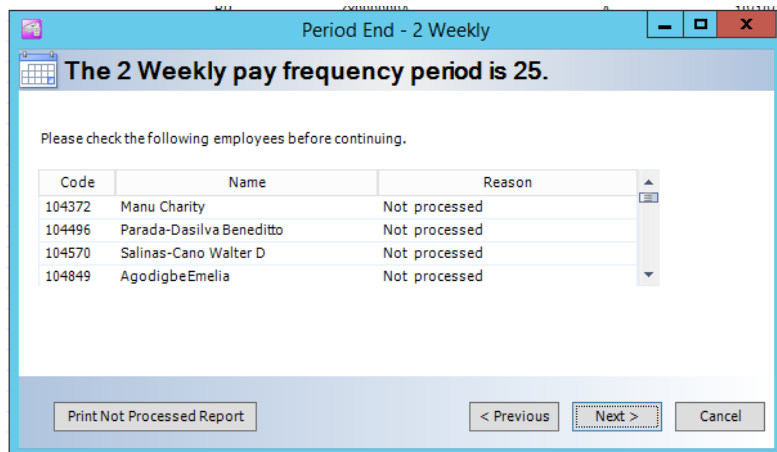 Period End - 2 Weekly
The 2 Weekly pay frequency period is 25.
Please check the following employees before continuing.
Code Name Reason
104372 Manu Charity Not processed
104496 Parada-Dasilva Beneditto Not processed
104570 Salinas-Cano Walter D Not processed
104849 AgodigbeEmelia Not processed
Print Not Processed Report < Previous Next > Cancel